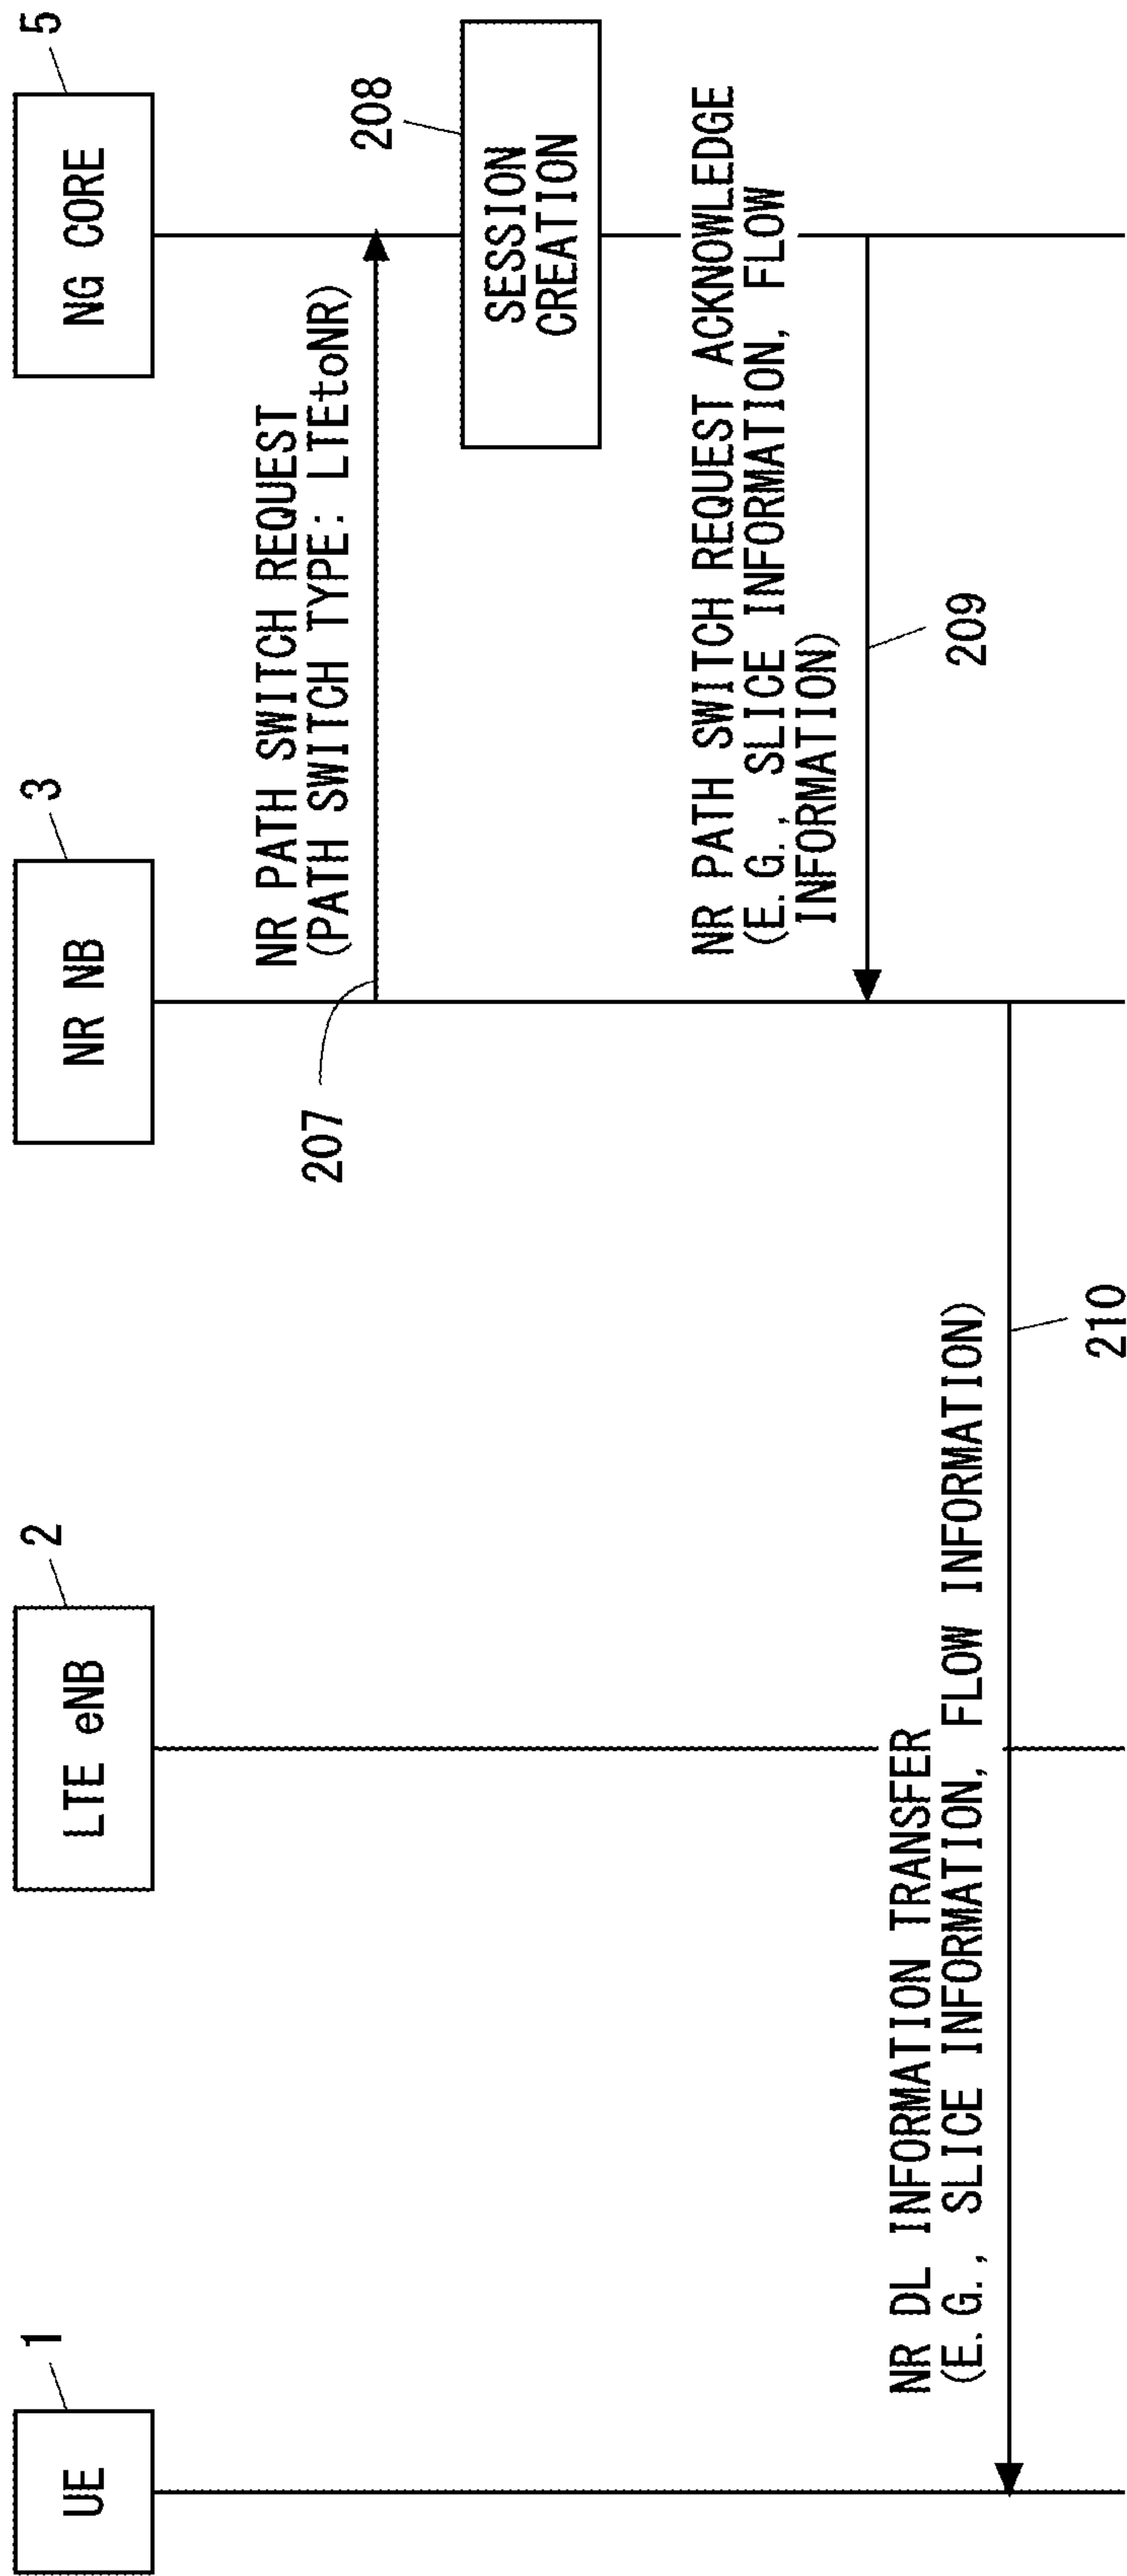 1
UE
2
LTE eNB
3
NR NB
5
NG CORE
207
NR PATH SWITCH REQUEST
(PATH SWITCH TYPE: LTEtoNR)
208
SESSION
CREATION
NR PATH SWITCH REQUEST ACKNOWLEDGE
(E.G., SLICE INFORMATION, FLOW
INFORMATION)
209
NR DL INFORMATION TRANSFER
(E.G., SLICE INFORMATION, FLOW INFORMATION)
210